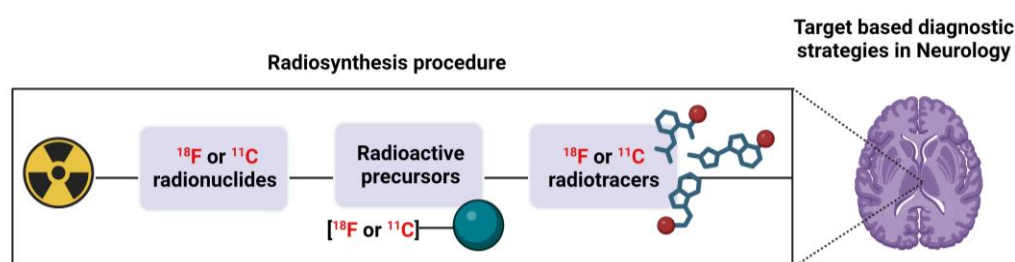 Target based diagnostic
strategies in Neurology
Radiosynthesis procedure
¹⁸F or ¹¹C
radionuclides
Radioactive
precursors
[¹⁸F or ¹¹C]
¹⁸F or ¹¹C
radiotracers